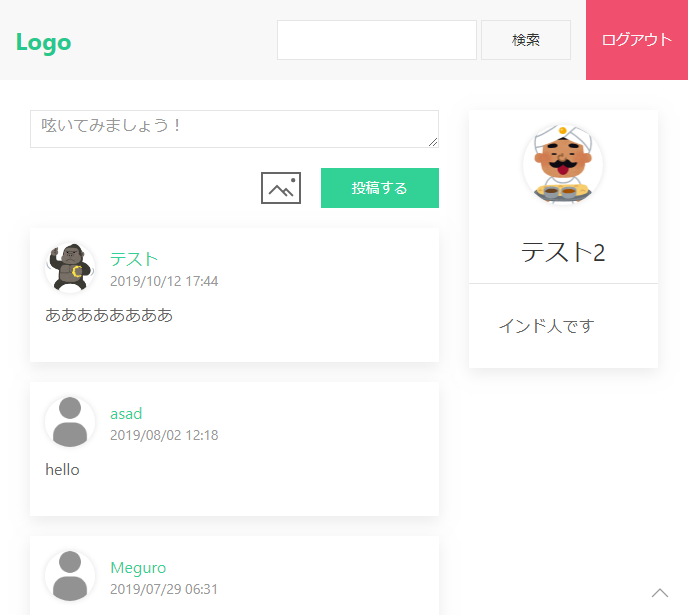 Logo
検索
ログアウト
呟いてみましょう！
投稿する
テスト
2019/10/12 17:44
ああああああああ
asad
2019/08/02 12:18
hello
Meguro
2019/07/29 06:31
テスト2
インド人です